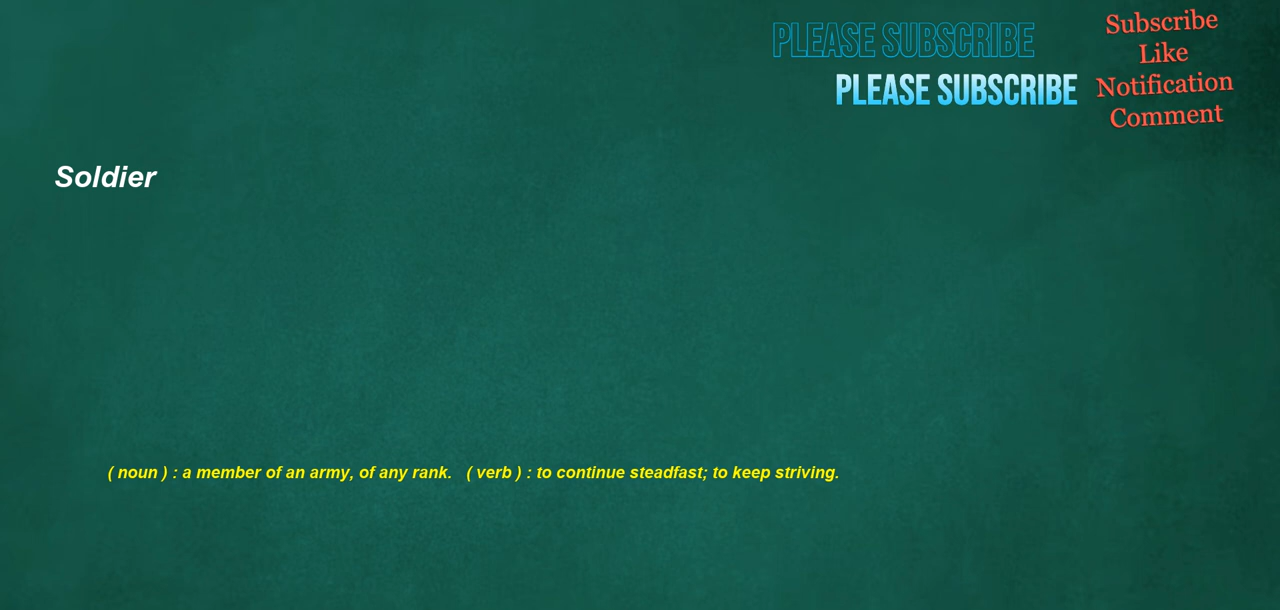 PLEASE SUBSCRIBE
PLEASE SUBSCRIBE
Subscribe
Like
Notification
Comment
Soldier
( noun ) : a member of an army, of any rank.   ( verb ) : to continue steadfast; to keep striving.